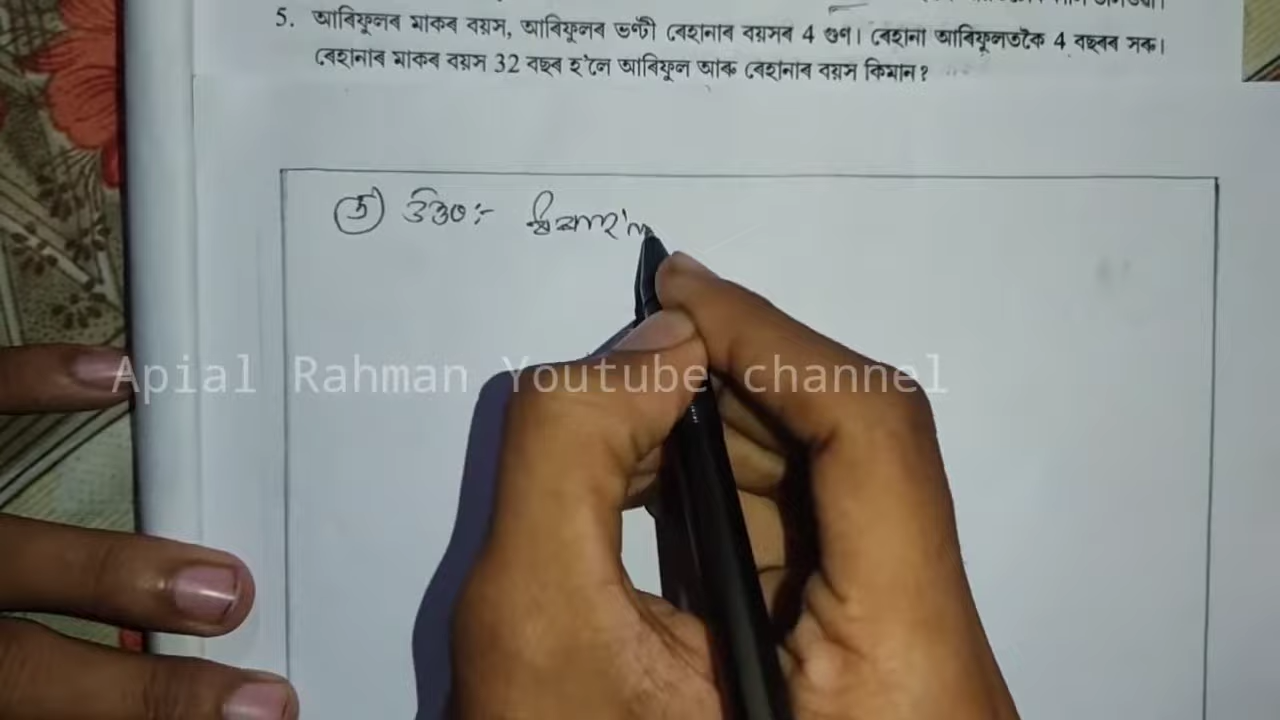 5. আৰিফুলৰ মাকৰ বয়স, আৰিফুলৰ ভণ্টী ৰেহানাৰ বয়সৰ 4 গুণ। ৰেহানা আৰিফুলতকৈ 4 বছৰৰ সৰু।
ৰেহানাৰ মাকৰ বয়স 32 বছৰ হ'লে আৰিফুল আৰু ৰেহানাৰ বয়স কিমান?
উত্তৰ :-
Apial Rahman Youtube channel